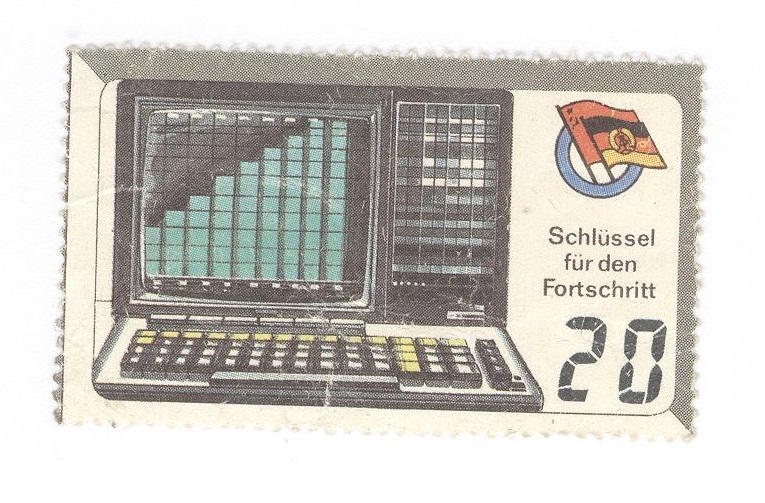 Schlüssel
für den
Fortschritt
20